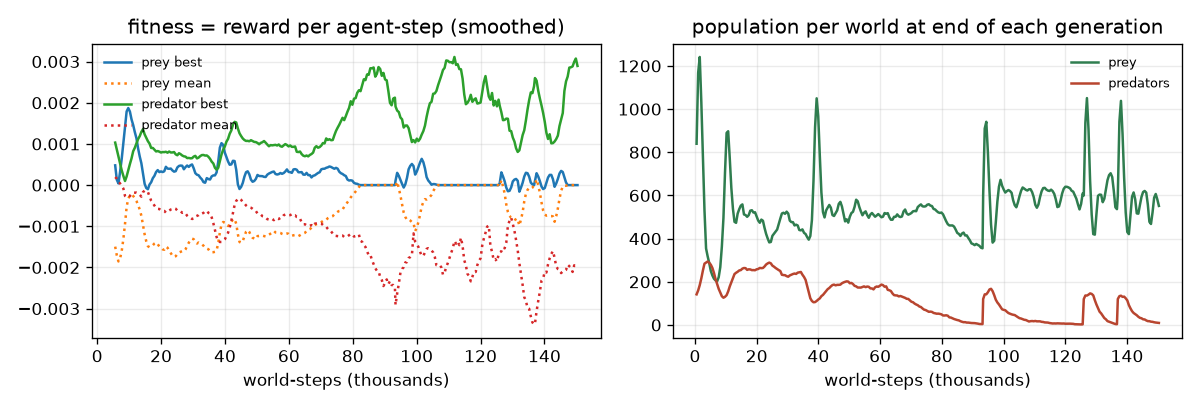 fitness = reward per agent-step (smoothed)
prey best
prey mean
predator best
predator mean
0.003
0.002
0.001
0.000
−0.001
−0.002
−0.003
0 20 40 60 80 100 120 140
world-steps (thousands)
population per world at end of each generation
prey
predators
1200
1000
800
600
400
200
0
0 20 40 60 80 100 120 140
world-steps (thousands)